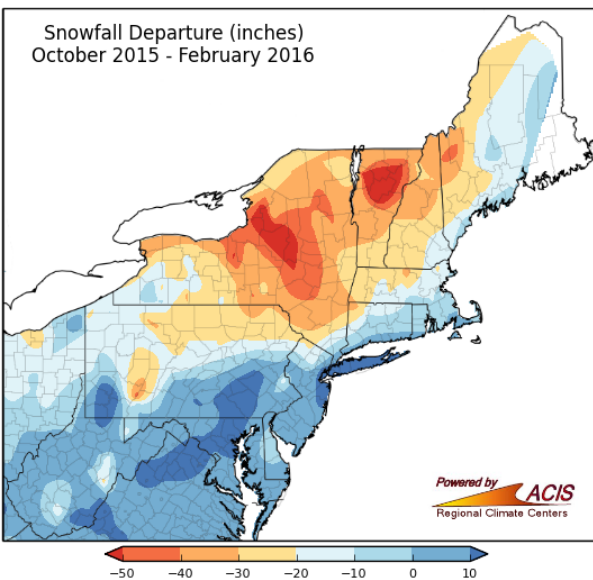 Snowfall Departure (inches)
October 2015 - February 2016
Powered by
ACIS
Regional Climate Centers
−50 −40 −30 −20 −10 0 10